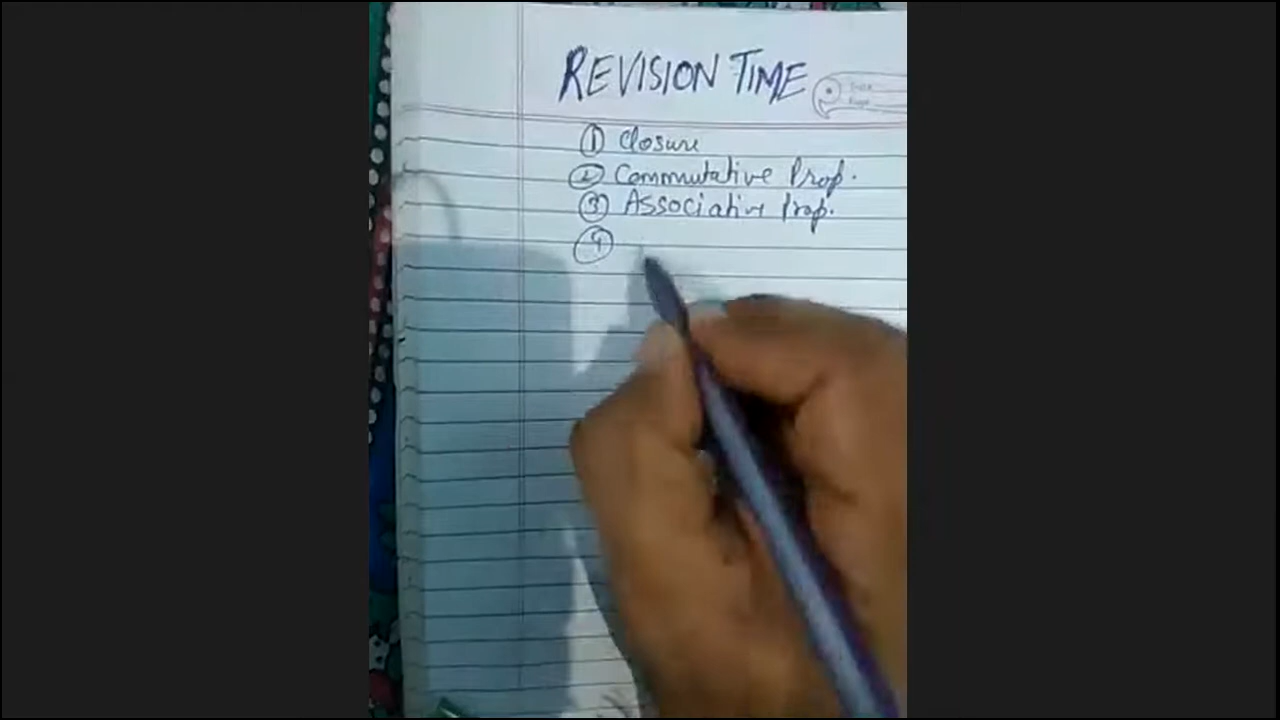 REVISION TIME
① Closure
② Commutative Prop.
③ Associative Prop.
④